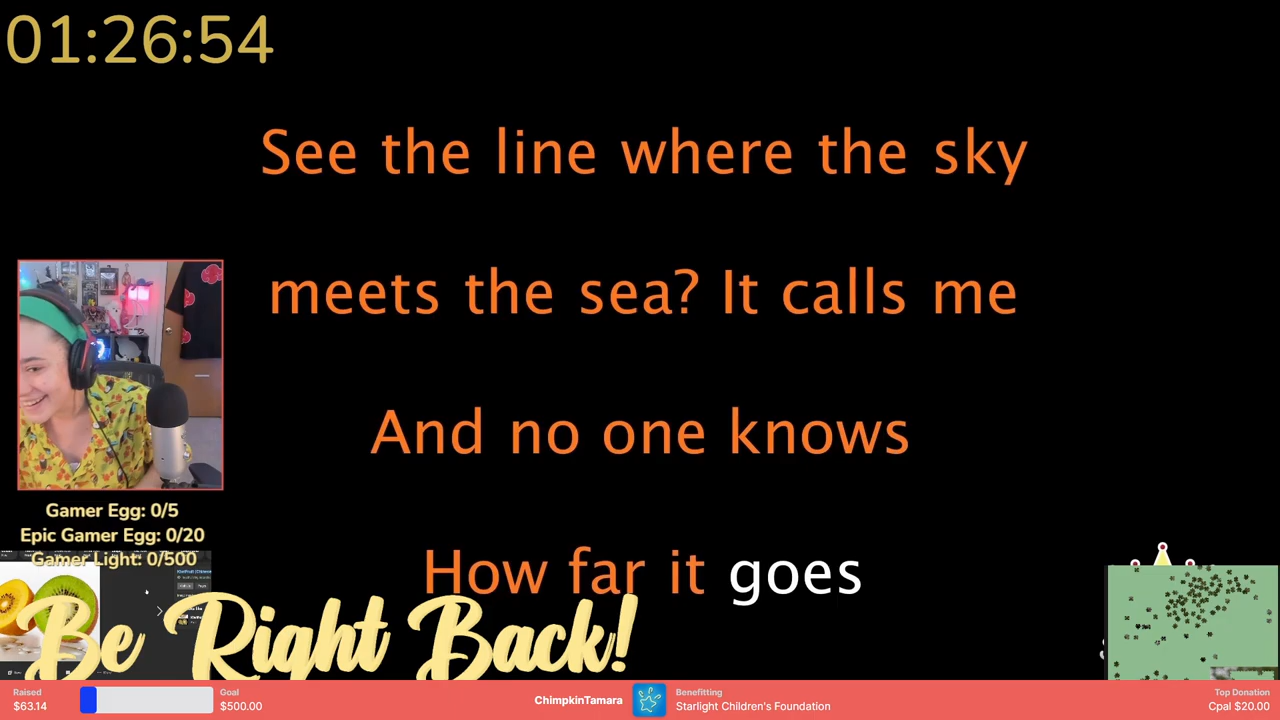 01:26:54
See the line where the sky
meets the sea? It calls me
And no one knows
How far it goes
Gamer Egg: 0/5
Epic Gamer Egg: 0/20
Gamer Light: 0/500
Be Right Back!
Raised
$63.14
Goal
$500.00
ChimpkinTamara
Benefitting
Starlight Children's Foundation
Top Donation
Cpal $20.00